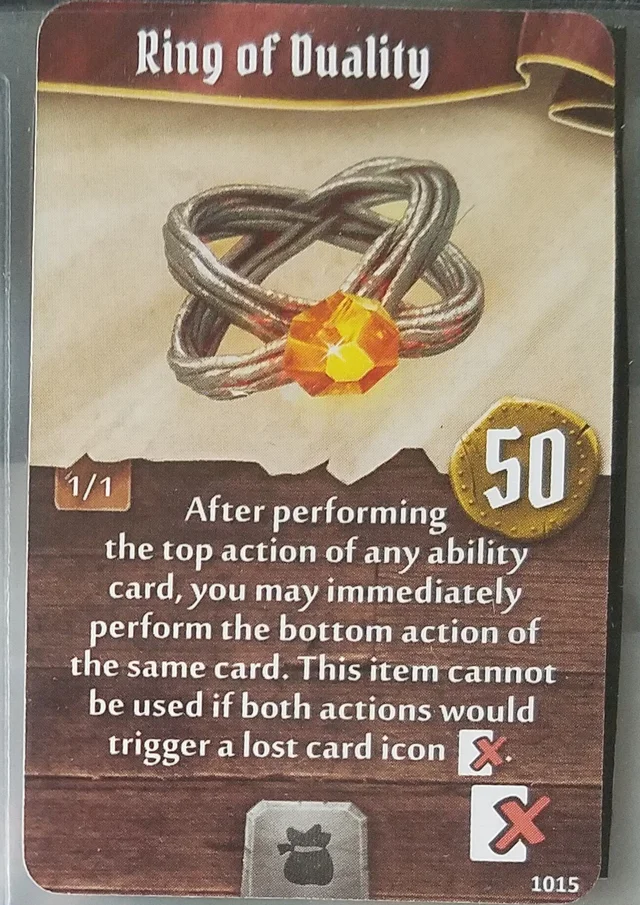 Ring of Duality
50
1/1
After performing
the top action of any ability
card, you may immediately
perform the bottom action of
the same card. This item cannot
be used if both actions would
trigger a lost card icon .
1015